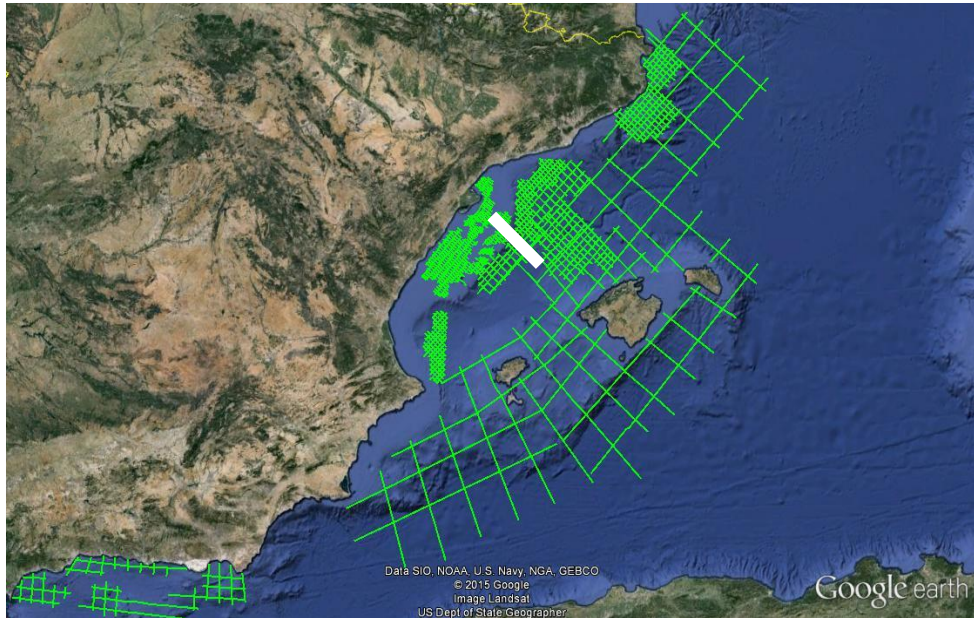 Data SIO, NOAA, U.S. Navy, NGA, GEBCO
© 2015 Google
Image Landsat
US Dept of State Geographer
Google earth